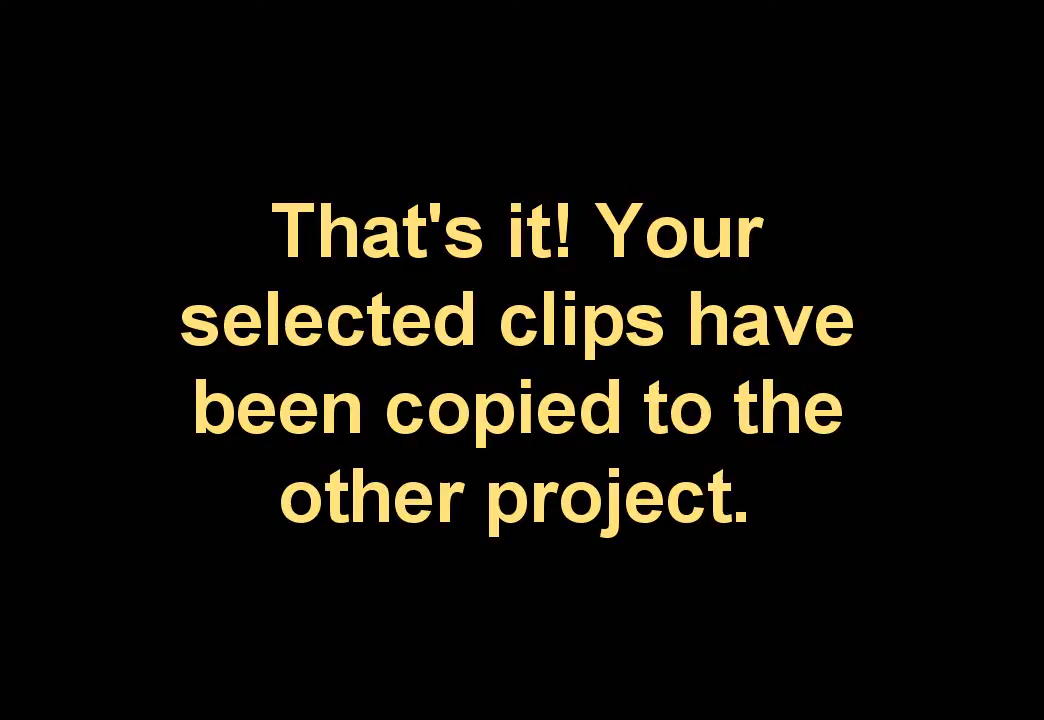 That's it! Your
selected clips have
been copied to the
other project.